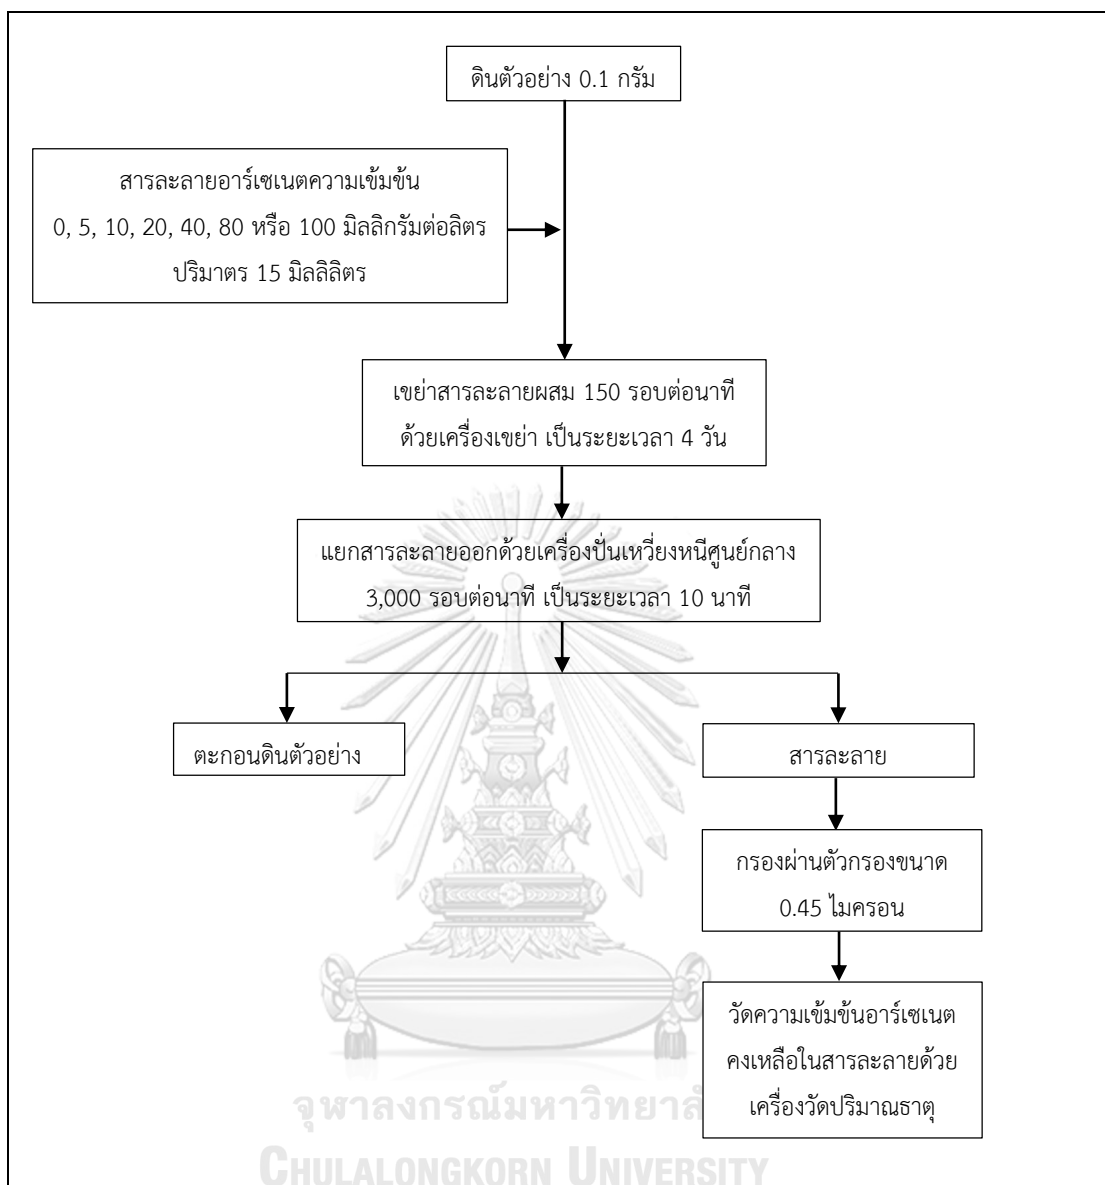 ดินตัวอย่าง 0.1 กรัม
สารละลายอาร์เซเนตความเข้มข้น
0, 5, 10, 20, 40, 80 หรือ 100 มิลลิกรัมต่อลิตร
ปริมาตร 15 มิลลิลิตร
เขย่าสารละลายผสม 150 รอบต่อนาที
ด้วยเครื่องเขย่า เป็นระยะเวลา 4 วัน
แยกสารละลายออกด้วยเครื่องปั่นเหวี่ยงหนีศูนย์กลาง
3,000 รอบต่อนาที เป็นระยะเวลา 10 นาที
ตะกอนดินตัวอย่าง
สารละลาย
กรองผ่านตัวกรองขนาด
0.45 ไมครอน
วัดความเข้มข้นอาร์เซเนต
คงเหลือในสารละลายด้วย
เครื่องวัดปริมาณธาตุ
จุฬาลงกรณ์มหาวิทยาลั
CHULALONGKORN UNIVERSITY